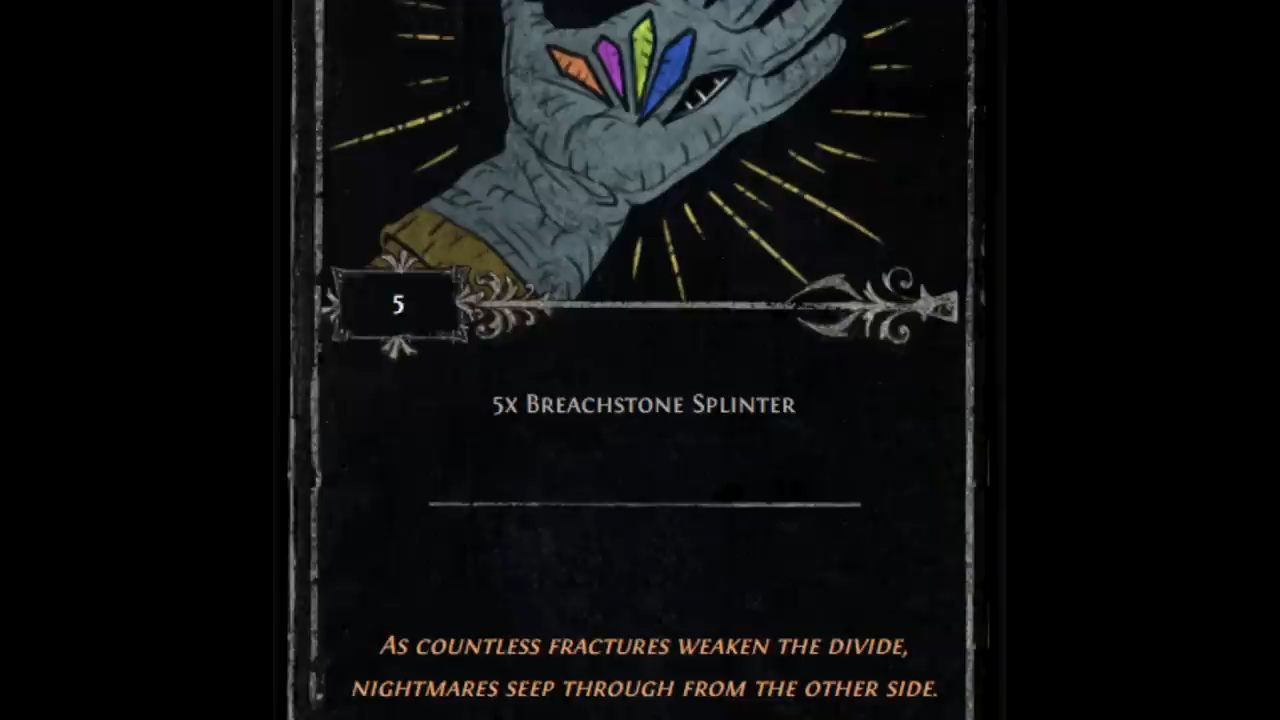 5
5x Breachstone Splinter
As countless fractures weaken the divide,
nightmares seep through from the other side.